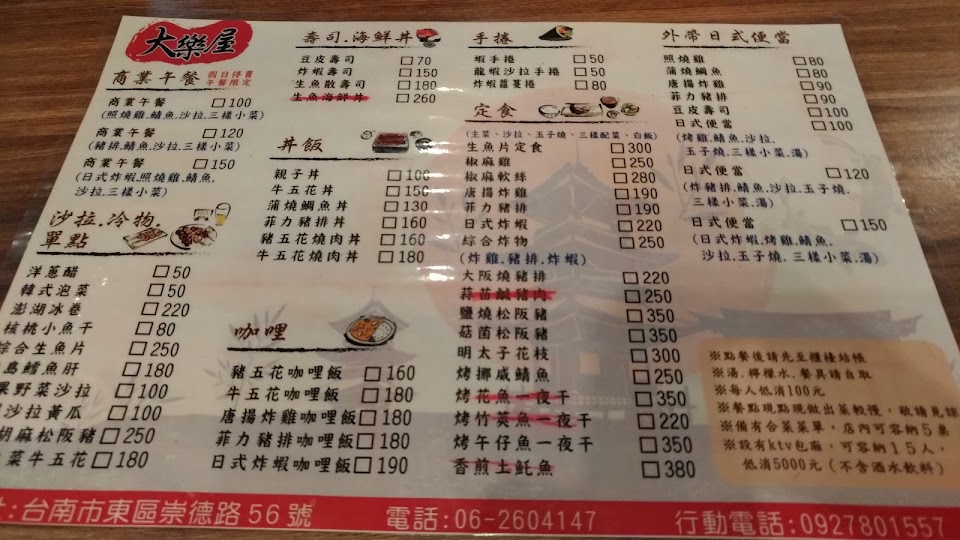 大樂屋
商業午餐 假日停賣
午餐限定
商業午餐 □100
(照燒雞.鯖魚.沙拉.三樣小菜)
商業午餐 □120
(豬排.鯖魚.沙拉.三樣小菜)
商業午餐 □150
(日式炸蝦.照燒雞.鯖魚.
沙拉.三樣小菜)
沙拉.冷物.
單點
洋蔥醋 □50
韓式泡菜 □50
澎湖冰卷 □220
核桃小魚干 □80
綜合生魚片 □250
島鱈魚肝 □180
果野菜沙拉 □100
沙拉黃瓜 □100
胡麻松阪豬 □250
菜牛五花 □180
壽司.海鮮丼
豆皮壽司 □70
炸蝦壽司 □150
生魚散壽司 □180
生魚海鮮丼 □260
丼飯
親子丼 □100
牛五花丼 □150
蒲燒鯛魚丼 □130
菲力豬排丼 □160
豬五花燒肉丼 □160
牛五花燒肉丼 □180
咖哩
豬五花咖哩飯 □160
牛五花咖哩飯 □180
唐揚炸雞咖哩飯 □180
菲力豬排咖哩飯 □180
日式炸蝦咖哩飯 □190
手捲
蝦手捲 □50
龍蝦沙拉手捲 □50
炸蝦蘿蔓捲 □80
定食
(主菜、沙拉、玉子燒、三樣配菜、白飯)
生魚片定食 □300
椒麻雞 □250
椒麻軟絲 □280
唐揚炸雞 □190
菲力豬排 □190
日式炸蝦 □220
綜合炸物 □250
(炸雞.豬排.炸蝦)
大阪燒豬排 □220
蒜苗鹹豬肉 □250
鹽燒松阪豬 □350
菇菌松阪豬 □350
明太子花枝 □300
烤挪威鯖魚 □250
烤花魚一夜干 □350
烤竹莢魚一夜干 □220
烤午仔魚一夜干 □350
香煎土魠魚 □380
外帶日式便當
照燒雞 □80
蒲燒鯛魚 □80
唐揚炸雞 □90
菲力豬排 □90
豆皮壽司 □100
日式便當 □100
(烤雞.鯖魚.沙拉.
玉子燒.三樣小菜.湯)
日式便當 □120
(炸豬排.鯖魚.沙拉.玉子燒.
三樣小菜.湯)
日式便當 □150
(日式炸蝦.烤雞.鯖魚.
沙拉.玉子燒.三樣小菜.湯)
※點餐後請先至櫃檯結帳
※湯.檸檬水.餐具請自取
※每人低消100元
※餐點現點現做出菜較慢，敬請見諒
※備有合菜菜單，店內可容納5桌
※設有ktv包廂，可容納15人，
低消5000元(不含酒水飲料)
:台南市東區崇德路56號 電話:06-2604147 行動電話:0927801557